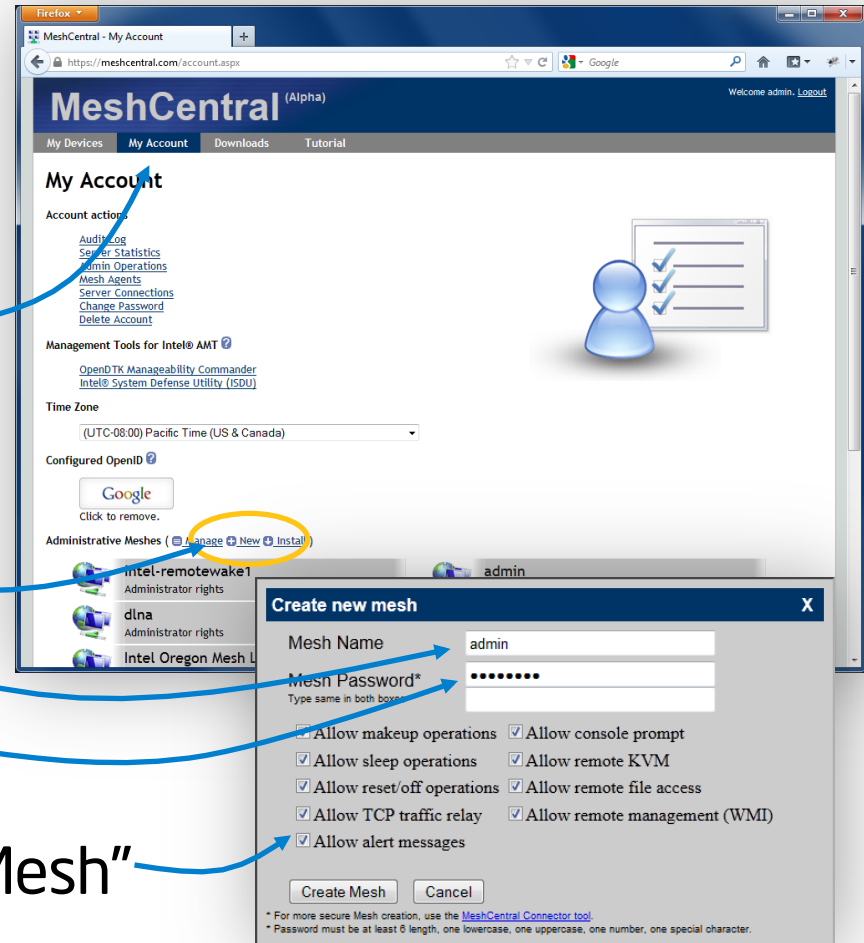 Firefox
MeshCentral - My Account
https://meshcentral.com/account.aspx
Google
MeshCentral (Alpha)
Welcome admin. Logout
My Devices My Account Downloads Tutorial
My Account
Account actions
Audit Log
Server Statistics
Admin Operations
Mesh Agents
Server Connections
Change Password
Delete Account
Management Tools for Intel® AMT ?
OpenDTK Manageability Commander
Intel® System Defense Utility (ISDU)
Time Zone
(UTC-08:00) Pacific Time (US & Canada)
Configured OpenID ?
Google
Click to remove.
Administrative Meshes ( Manage New Install )
intel-remotewake1
Administrator rights
admin
dlna
Administrator rights
Intel Oregon Mesh L
Create new mesh X
Mesh Name admin
Mesh Password* ••••••••
Type same in both boxes
Allow makeup operations Allow console prompt
Allow sleep operations Allow remote KVM
Allow reset/off operations Allow remote file access
Allow TCP traffic relay Allow remote management (WMI)
Allow alert messages
Mesh"
Create Mesh Cancel
* For more secure Mesh creation, use the MeshCentral Connector tool.
* Password must be at least 6 length, one lowercase, one uppercase, one number, one special character.